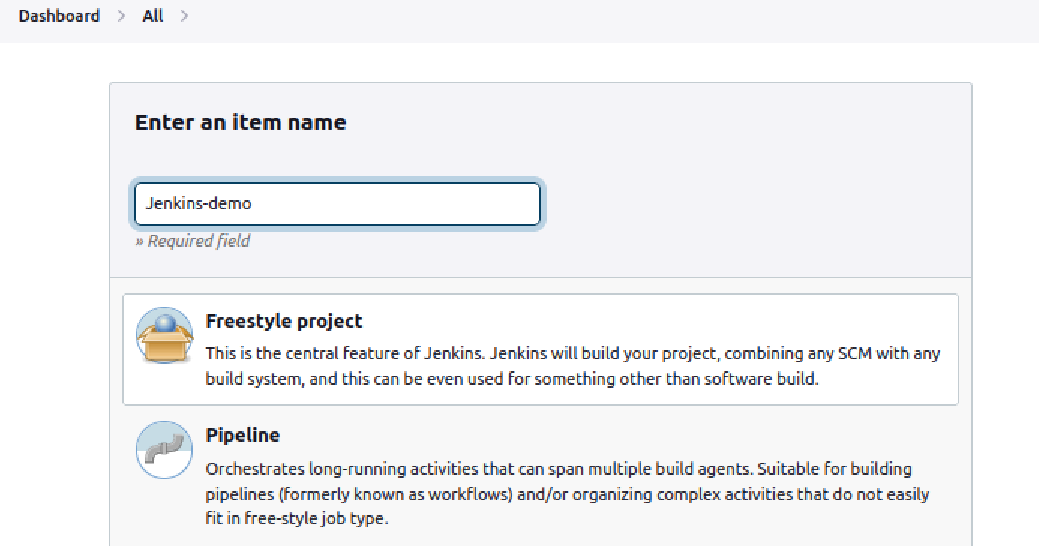 Dashboard > All >
Enter an item name
Jenkins-demo
» Required field
Freestyle project
This is the central feature of Jenkins. Jenkins will build your project, combining any SCM with any
build system, and this can be even used for something other than software build.
Pipeline
Orchestrates long-running activities that can span multiple build agents. Suitable for building
pipelines (formerly known as workflows) and/or organizing complex activities that do not easily
fit in free-style job type.